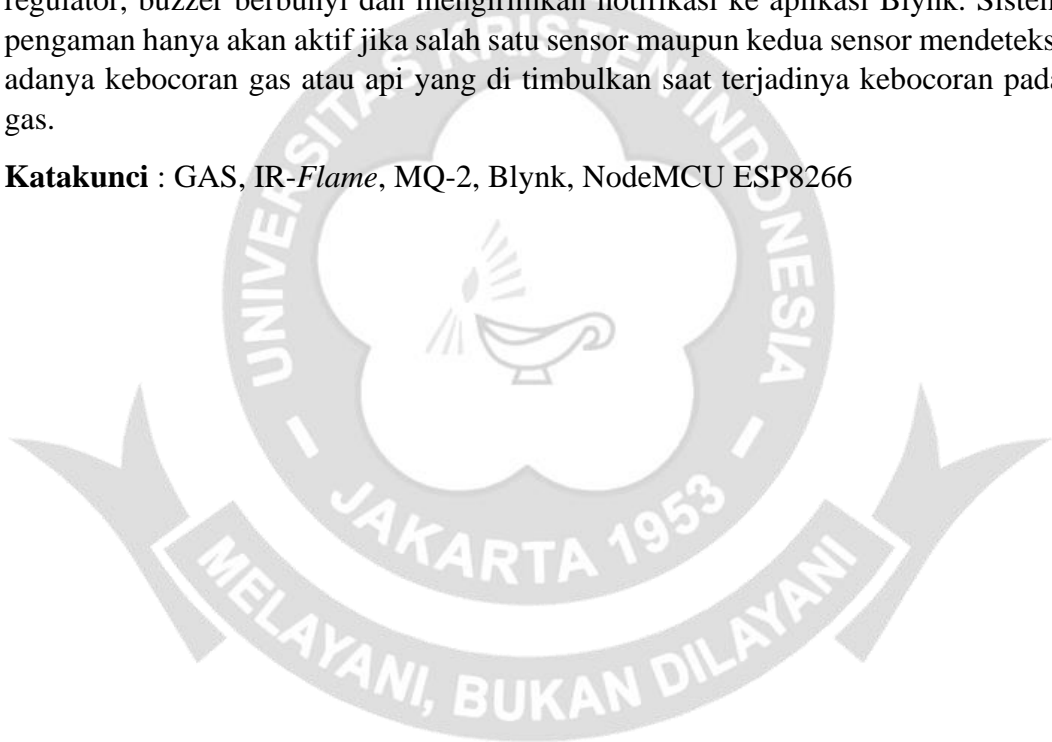 regulator, buzzer berbunyi dan mengirimkan notifikasi ke aplikasi Blynk. Sistem
pengaman hanya akan aktif jika salah satu sensor maupun kedua sensor mendeteksi
adanya kebocoran gas atau api yang di timbulkan saat terjadinya kebocoran pada
gas.
Katakunci : GAS, IR-Flame, MQ-2, Blynk, NodeMCU ESP8266
UNIVERSITAS KRISTEN INDONESIA
JAKARTA 1953
MELAYANI, BUKAN DILAYANI